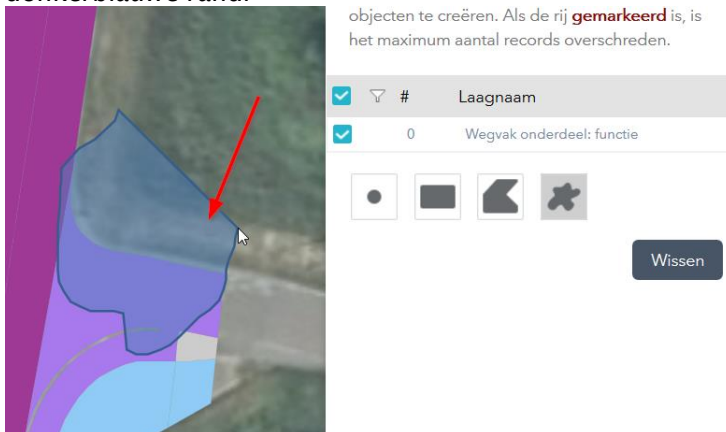 objecten te creëren. Als de rij gemarkeerd is, is
het maximum aantal records overschreden.
# Laagnaam
0 Wegvak onderdeel: functie
Wissen